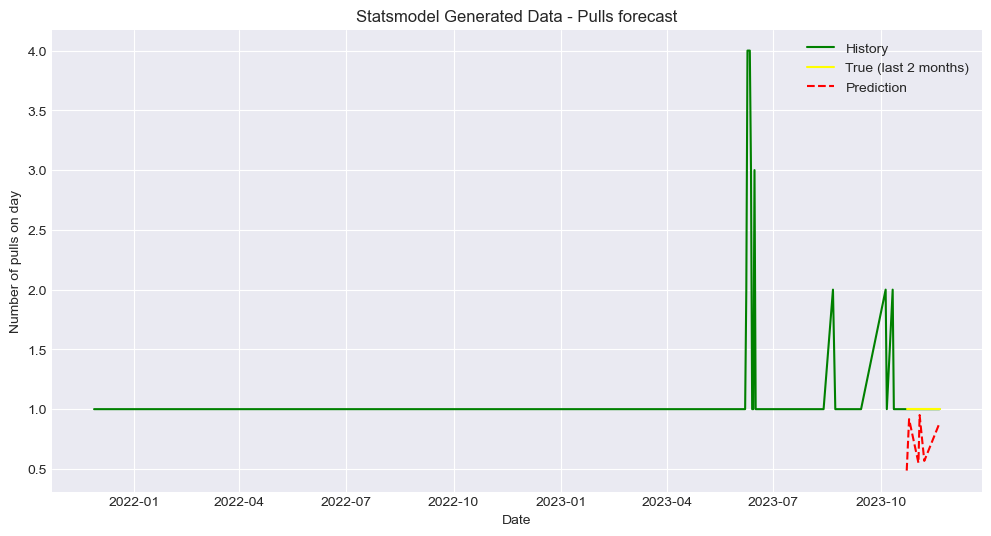 Statsmodel Generated Data - Pulls forecast
History
True (last 2 months)
Prediction
Number of pulls on day
4.0
3.5
3.0
2.5
2.0
1.5
1.0
0.5
2022-01
2022-04
2022-07
2022-10
2023-01
2023-04
2023-07
2023-10
Date